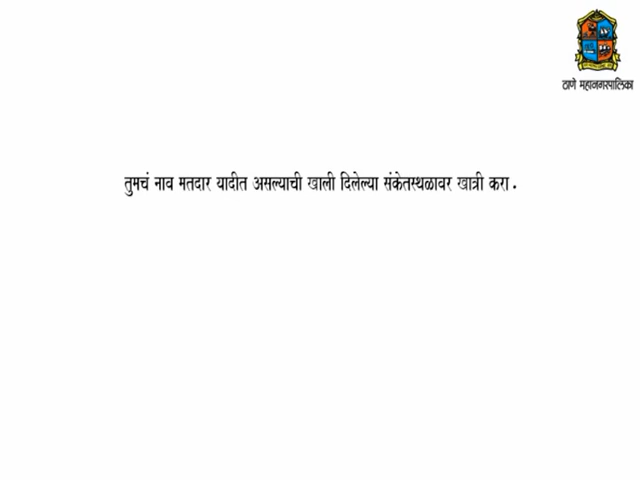 ठाणे महानगरपालिका
तुमचं नाव मतदार यादीत असल्याची खाली दिलेल्या संकेतस्थळावर खात्री करा.